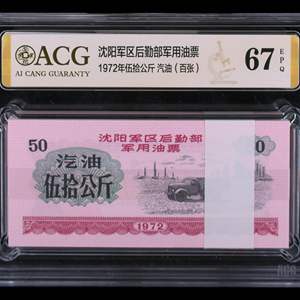 ACG
AI CANG GUARANTY
沈阳军区后勤部军用油票
1972年伍拾公斤 汽油（百张）
67
EPQ
50
沈阳军区后勤部
军用油票
汽油
伍拾公斤
1972